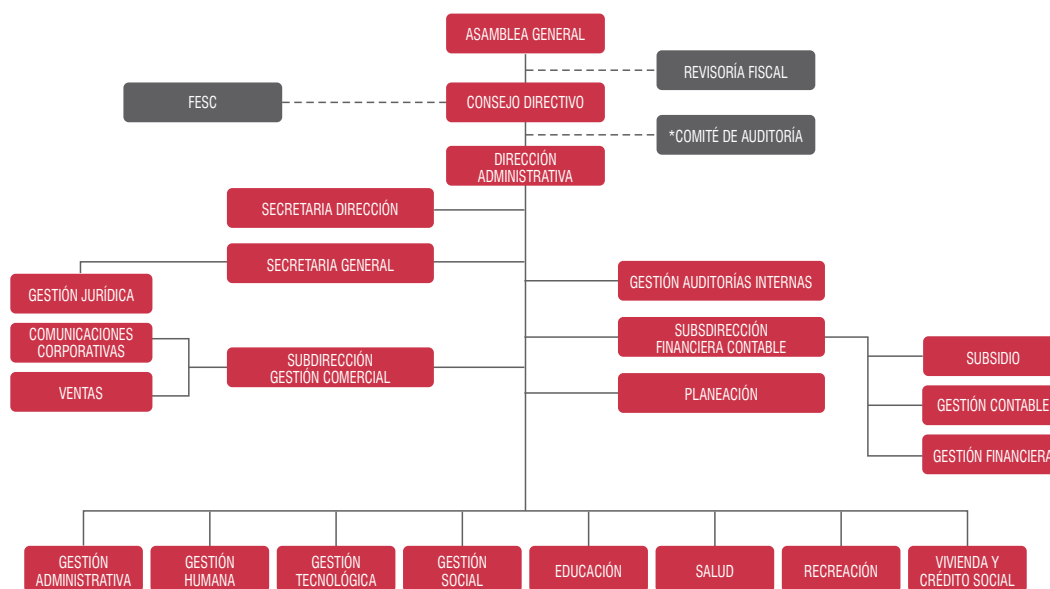 ASAMBLEA GENERAL
REVISORÍA FISCAL
FESC
CONSEJO DIRECTIVO
*COMITÉ DE AUDITORÍA
DIRECCIÓN
ADMINISTRATIVA
SECRETARIA DIRECCIÓN
SECRETARIA GENERAL
GESTIÓN JURÍDICA
GESTIÓN AUDITORÍAS INTERNAS
COMUNICACIONES
CORPORATIVAS
SUBSDIRECCIÓN
FINANCIERA CONTABLE
SUBDIRECCIÓN
GESTIÓN COMERCIAL
VENTAS
PLANEACIÓN
SUBSIDIO
GESTIÓN CONTABLE
GESTIÓN FINANCIERA
GESTIÓN
ADMINISTRATIVA
GESTIÓN
HUMANA
GESTIÓN
TECNOLÓGICA
GESTIÓN
SOCIAL
EDUCACIÓN
SALUD
RECREACIÓN
VIVIENDA Y
CRÉDITO SOCIAL